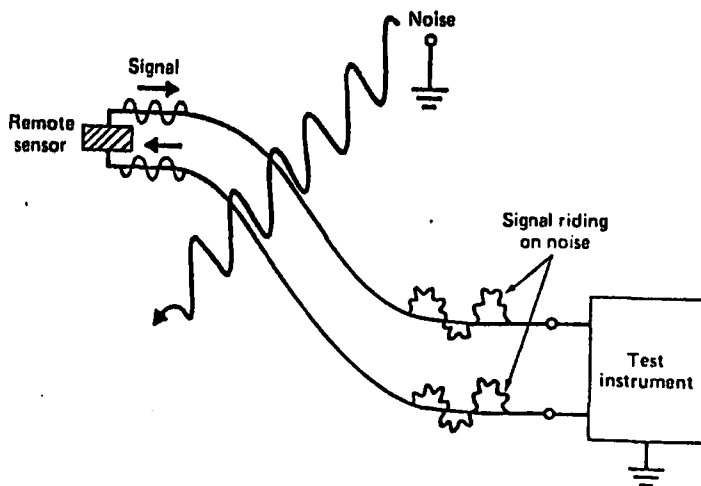 Noise
Signal
Remote
sensor
Signal riding
on noise
Test
instrument